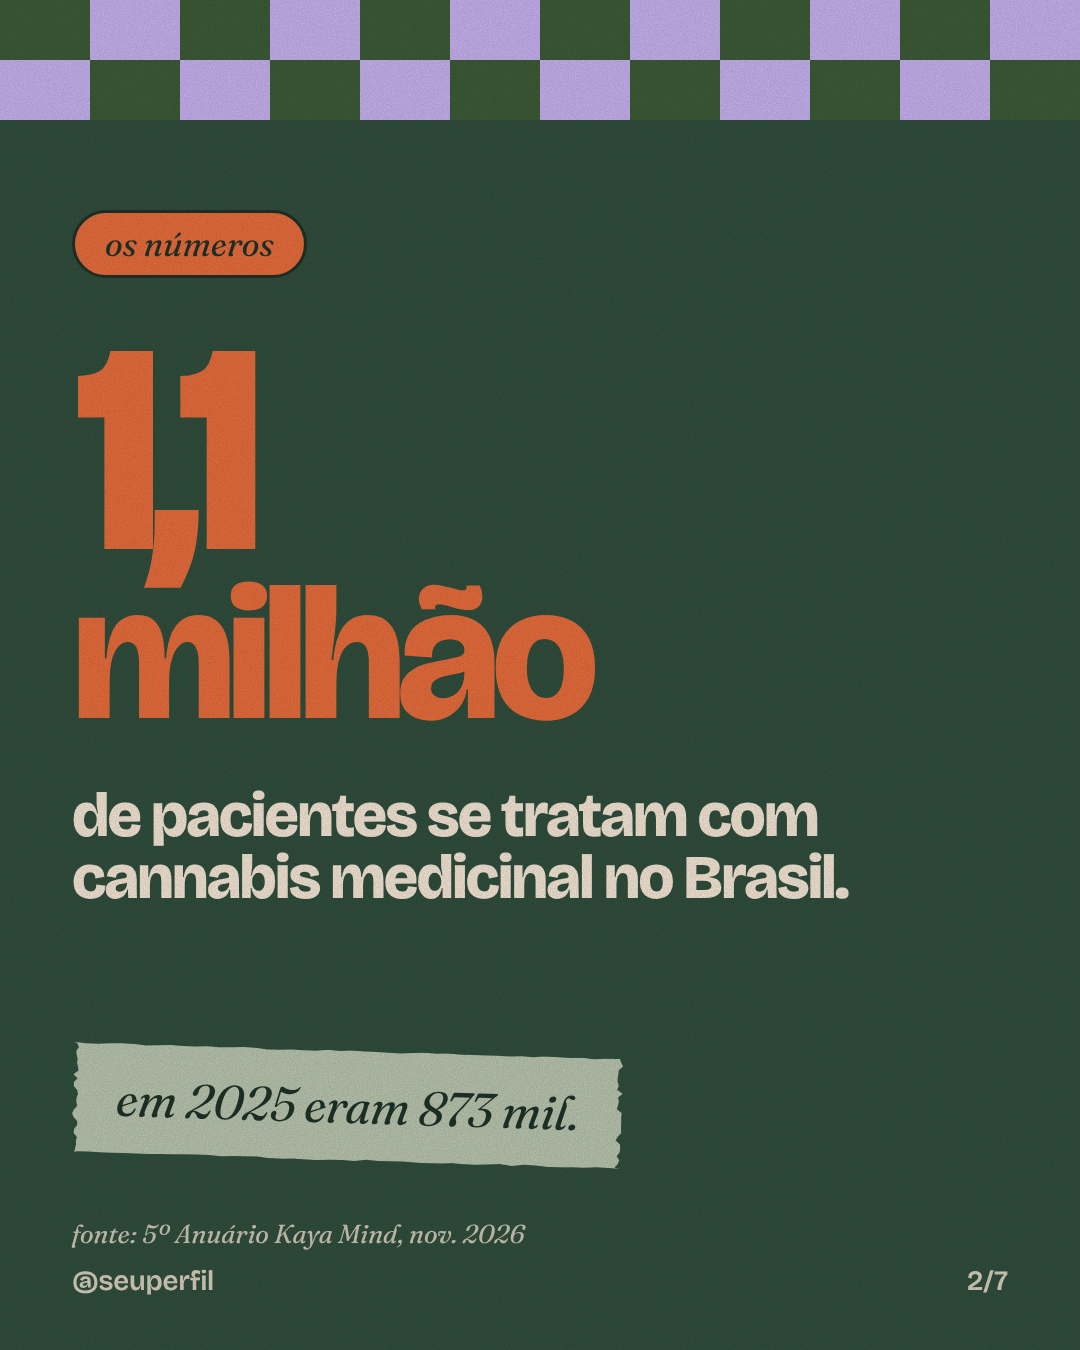 os números
1,1
milhão
de pacientes se tratam com
cannabis medicinal no Brasil.
em 2025 eram 873 mil.
fonte: 5º Anuário Kaya Mind, nov. 2026
@seuperfil
2/7